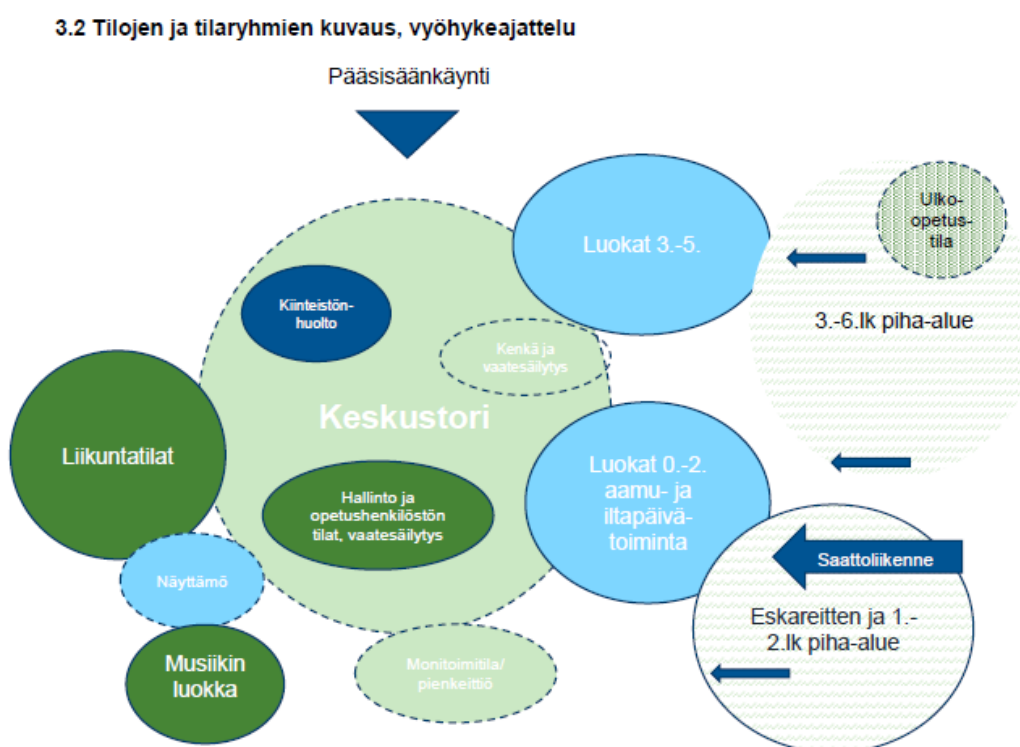 3.2 Tilojen ja tilaryhmien kuvaus, vyöhykeajattelu
Pääsisäänkäynti
Luokat 3.-5.
Ulko-
opetus-
tila
3.-6.lk piha-alue
Kiinteistön-
huolto
Kenkä ja
vaatesäilytys
Keskustori
Liikuntatilat
Hallinto ja
opetushenkilöstön
tilat, vaatesäilytys
Luokat 0.-2.
aamu- ja
iltapäivä-
toiminta
Saattoliikenne
Näyttämö
Eskareitten ja 1.-
2.lk piha-alue
Musiikin
luokka
Monitoimitila/
pienkeittiö